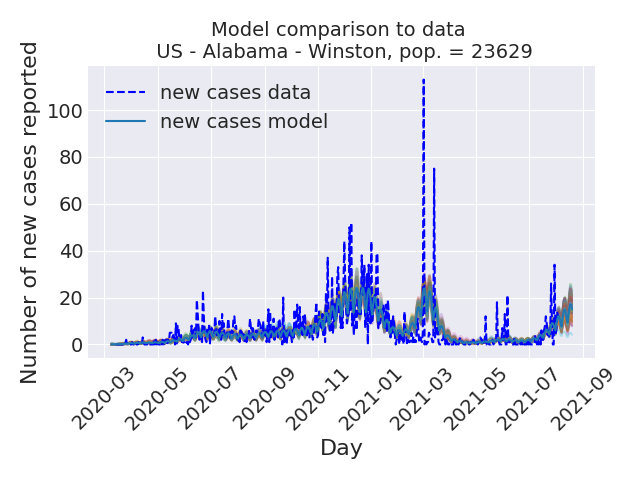 Model comparison to data
US - Alabama - Winston, pop. = 23629
Number of new cases reported
100
80
60
40
20
0
new cases data
new cases model
2020-03
2020-05
2020-07
2020-09
2020-11
2021-01
2021-03
2021-05
2021-07
2021-09
Day